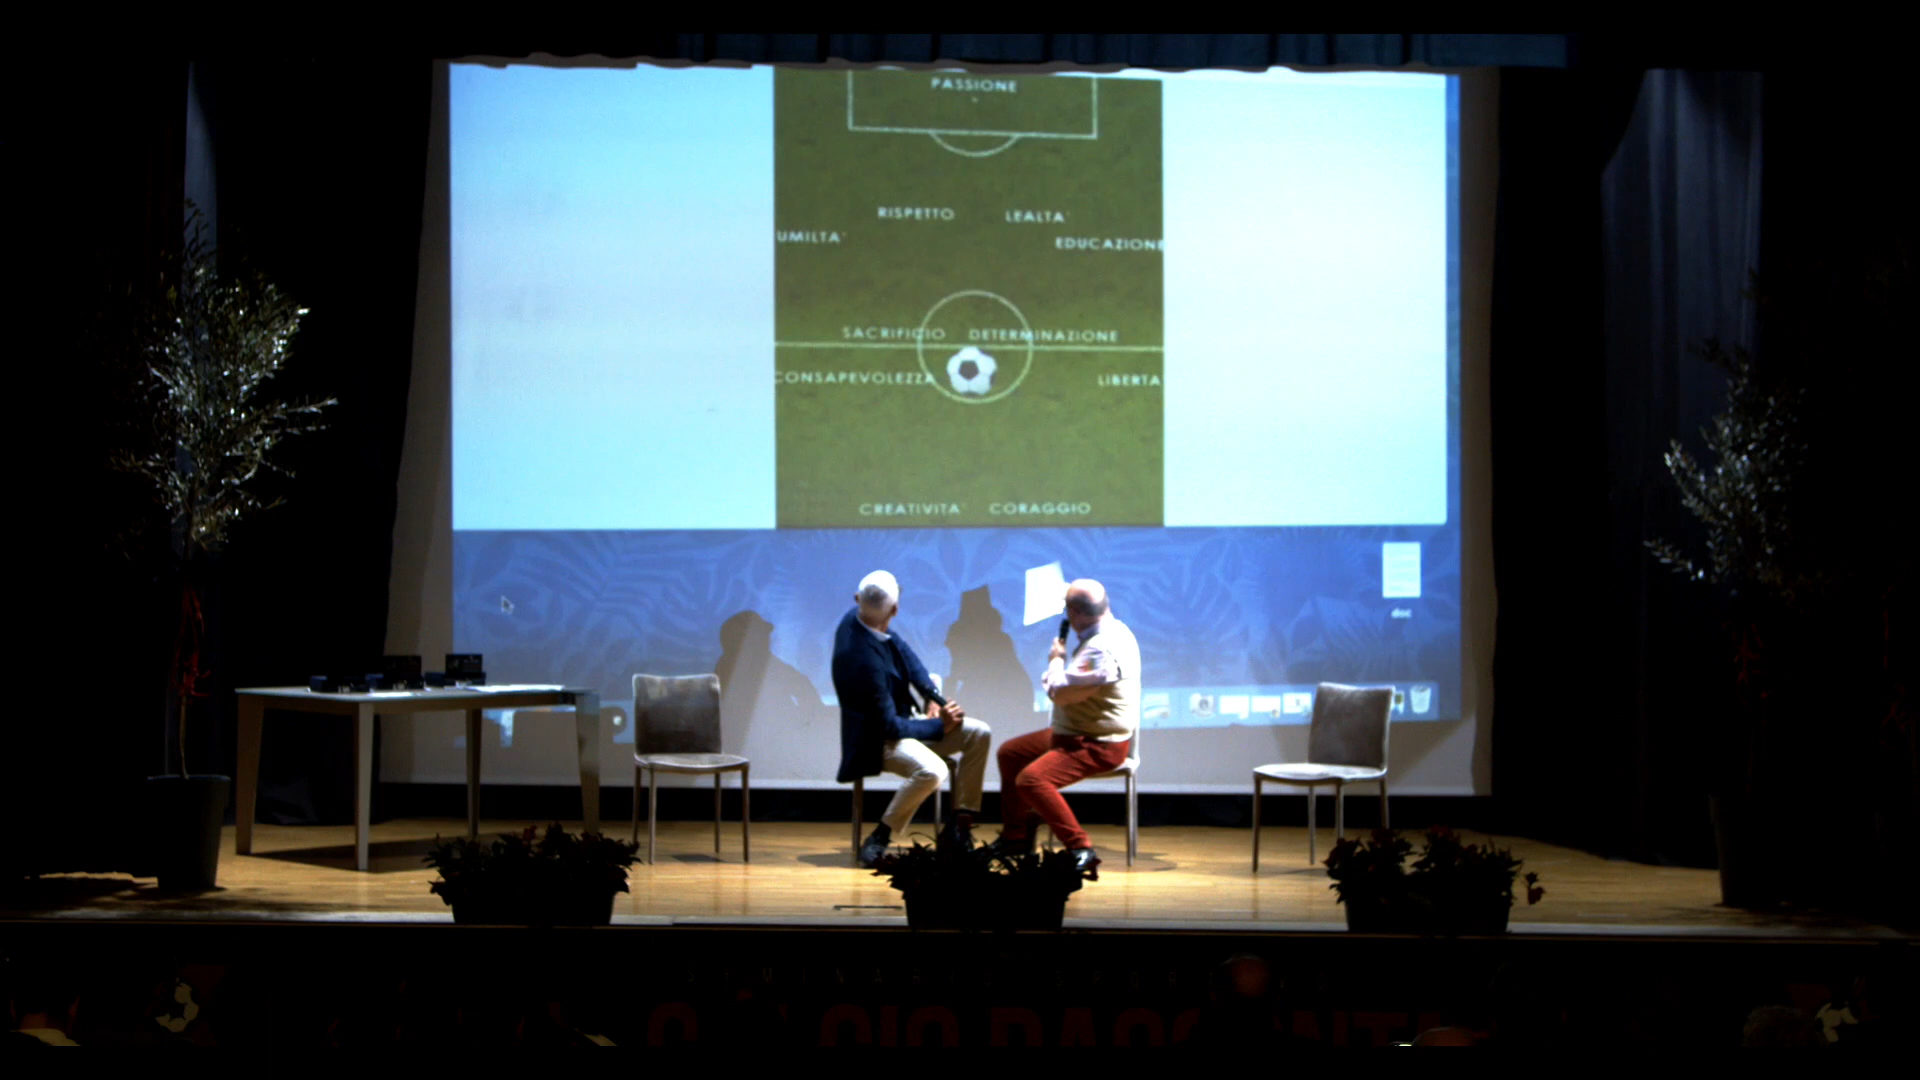 PASSIONE
RISPETTO LEALTA'
UMILTA' EDUCAZIONE
SACRIFICIO DETERMINAZIONE
CONSAPEVOLEZZA LIBERTA'
CREATIVITA' CORAGGIO
doc